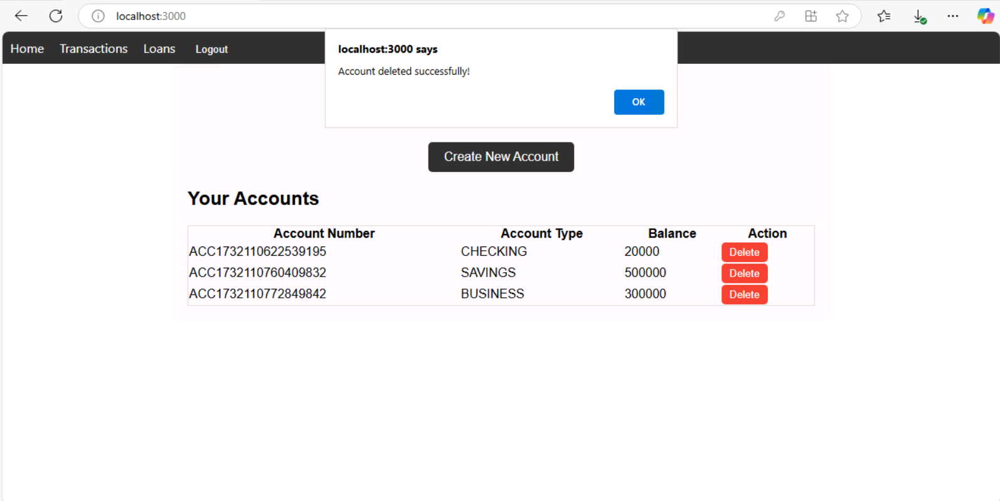 localhost:3000
Home Transactions Loans Logout
localhost:3000 says
Account deleted successfully!
OK
Create New Account
Your Accounts
Account Number Account Type Balance Action
ACC1732110622539195 CHECKING 20000 Delete
ACC1732110760409832 SAVINGS 500000 Delete
ACC1732110772849842 BUSINESS 300000 Delete